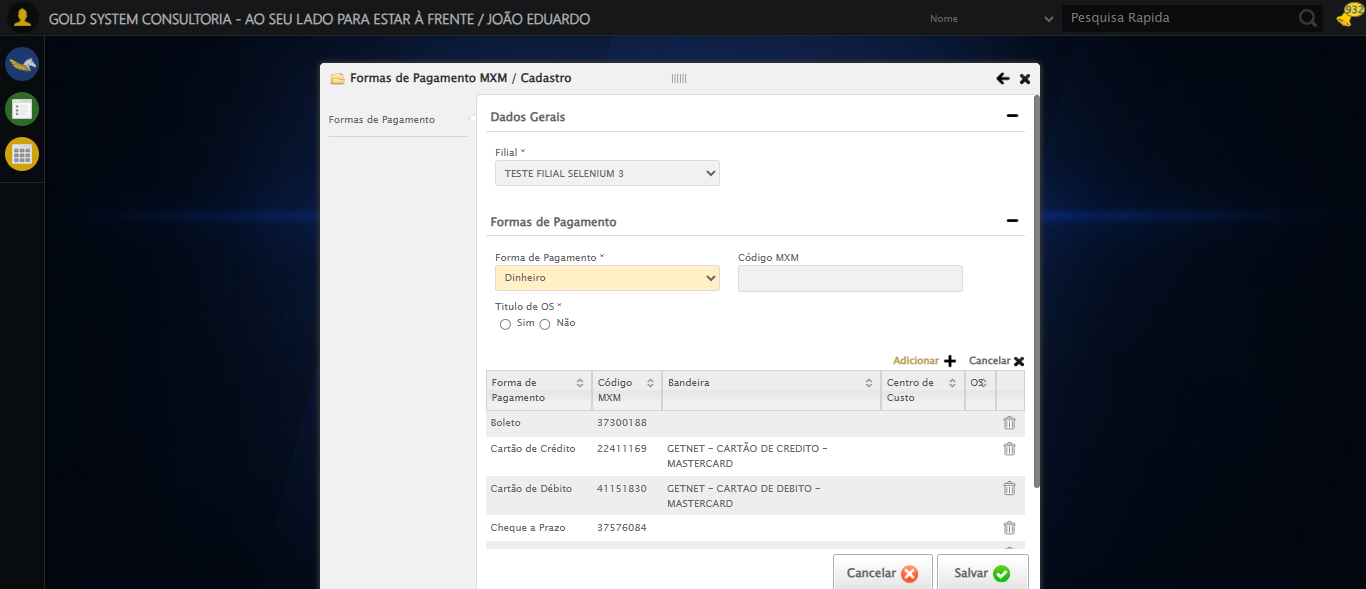 GOLD SYSTEM CONSULTORIA - AO SEU LADO PARA ESTAR À FRENTE / JOÃO EDUARDO
Nome
Pesquisa Rapida
932
Formas de Pagamento MXM / Cadastro
Formas de Pagamento
Dados Gerais
Filial *
TESTE FILIAL SELENIUM 3
Formas de Pagamento
Forma de Pagamento * Código MXM
Dinheiro
Titulo de OS *
Sim Não
Adicionar Cancelar
Forma de Pagamento Código MXM Bandeira Centro de Custo OS
Boleto 37300188
Cartão de Crédito 22411169 GETNET - CARTÃO DE CREDITO -
MASTERCARD
Cartão de Débito 41151830 GETNET - CARTAO DE DEBITO -
MASTERCARD
Cheque a Prazo 37576084
Cancelar Salvar